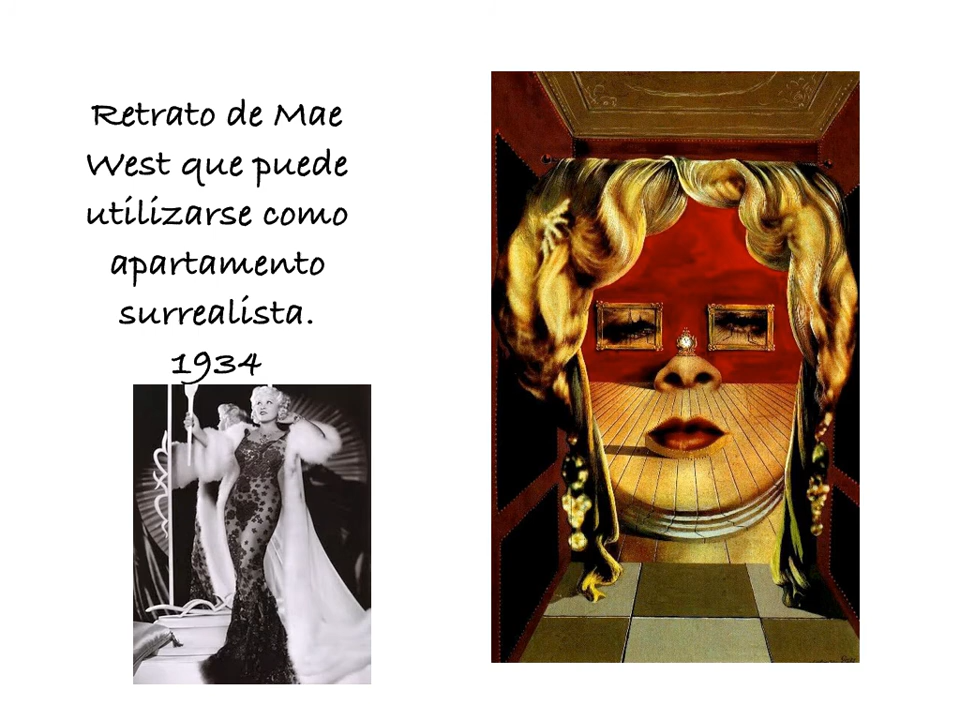 Retrato de Mae
West que puede
utilizarse como
apartamento
surrealista.
1934